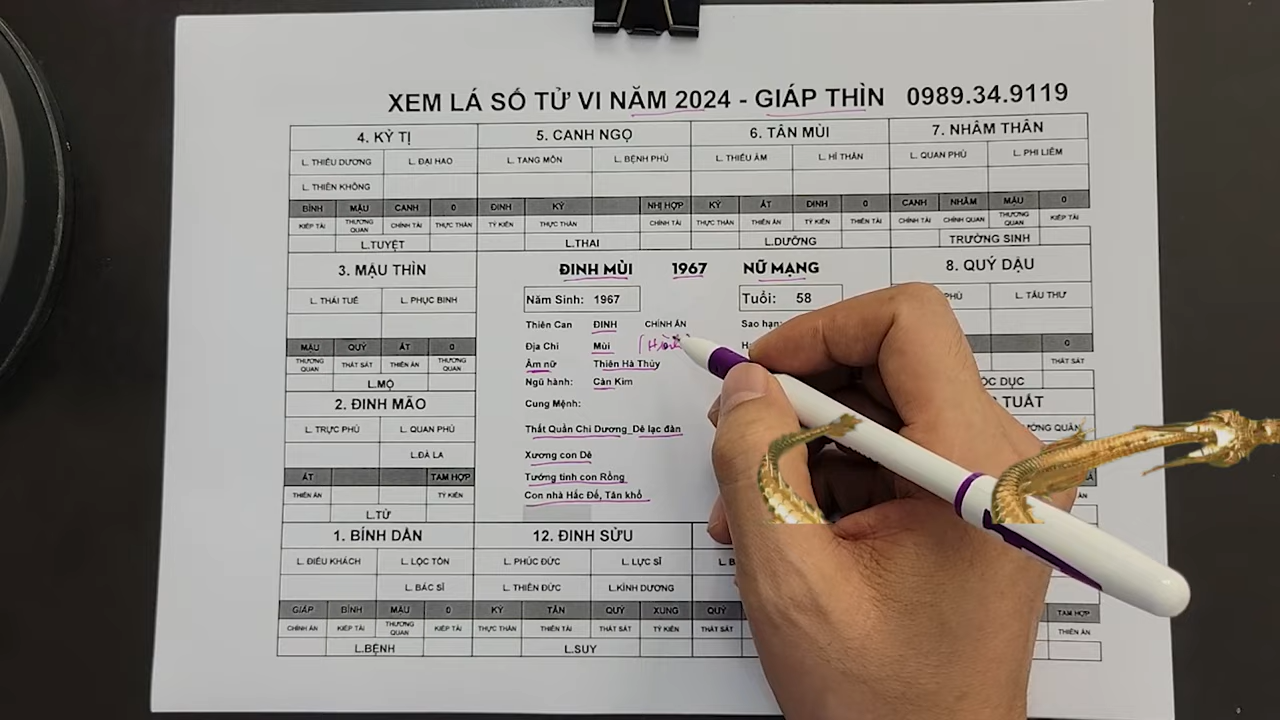 XEM LÁ SỐ TỬ VI NĂM 2024 - GIÁP THÌN 0989.34.9119
4. KỶ TỊ 5. CANH NGỌ 6. TÂN MÙI 7. NHÂM THÂN
L. THIẾU DƯƠNG L. ĐẠI HAO L. TANG MÔN L. BỆNH PHÙ L. THIẾU ÂM L. HỈ THẦN L. QUAN PHÙ L. PHI LIÊM
L. THIÊN KHÔNG
BÍNH MẬU CANH 0 ĐINH KỶ NHỊ HỢP KỶ ẤT ĐINH 0 CANH NHÂM MẬU 0
KIẾP TÀI THƯƠNG QUAN CHÍNH TÀI THỰC THẦN TỶ KIÊN THỰC THẦN CHÍNH TÀI THỰC THẦN THIÊN ẤN TỶ KIÊN THIÊN TÀI CHÍNH TÀI CHÍNH QUAN THƯƠNG QUAN KIẾP TÀI
L.TUYỆT L.THAI L.DƯỠNG TRƯỜNG SINH
3. MẬU THÌN ĐINH MÙI 1967 NỮ MẠNG 8. QUÝ DẬU
L. THÁI TUẾ L. PHỤC BINH Năm Sinh: 1967 Tuổi: 58 PHÙ L. TẤU THƯ
Thiên Can ĐINH CHÍNH ẤN Sao hạn:
MẬU QUÝ ẤT 0 Địa Chi Mùi 0
THƯƠNG QUAN THẤT SÁT THIÊN ẤN THƯƠNG QUAN Âm nữ Thiên Hà Thủy THẤT SÁT
L.MỘ Ngũ hành: Càn Kim ỘC DỤC
2. ĐINH MÃO Cung Mệnh: TUẤT
L. TRỰC PHÙ L. QUAN PHỦ Thất Quần Chi Dương_Dê lạc đàn
L.ĐÀ LA Xương con Dê
ẤT TAM HỢP Tướng tinh con Rồng
THIÊN ẤN TỶ KIÊN Con nhà Hắc Đế, Tân khổ
L.TỬ
1. BÍNH DẦN 12. ĐINH SỬU
L. ĐIẾU KHÁCH L. LỘC TỒN L. PHÚC ĐỨC L. LỰC SĨ
L. BÁC SĨ L. THIÊN ĐỨC L.KÌNH DƯƠNG
GIÁP BÍNH MẬU 0 KỶ TÂN QUÝ XUNG QUÝ TAM HỢP
CHÍNH ẤN KIẾP TÀI THƯƠNG QUAN KIẾP TÀI THỰC THẦN THIÊN TÀI THẤT SÁT TỶ KIÊN THẤT SÁT THIÊN ẤN
L.BỆNH L.SUY